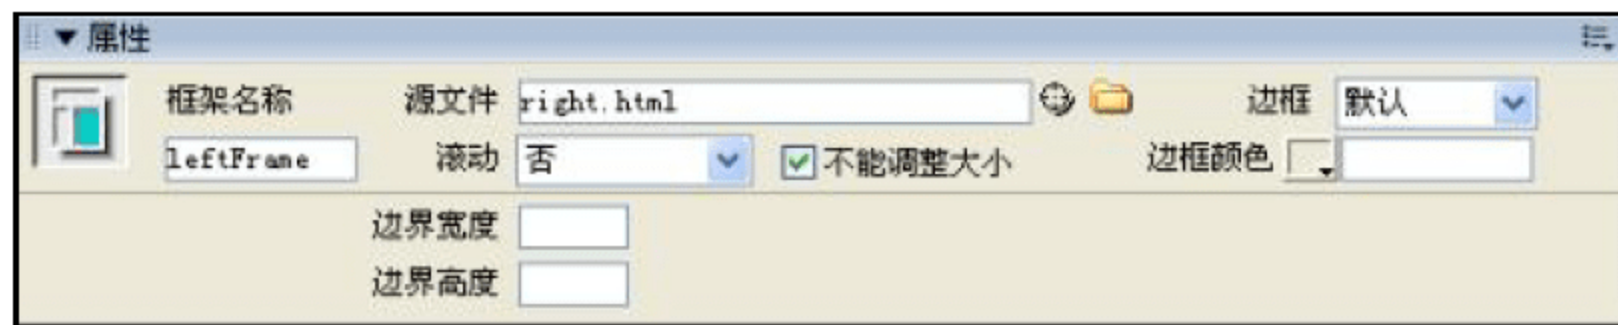 属性
框架名称 源文件 right.html 边框 默认
leftFrame 滚动 否 不能调整大小 边框颜色
边界宽度
边界高度